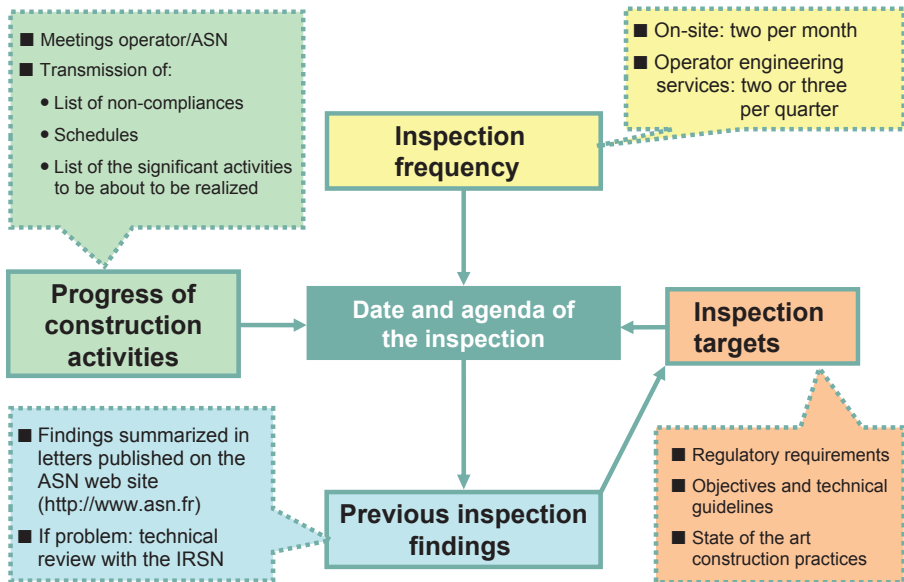 ■ Meetings operator/ASN
■ Transmission of:
• List of non-compliances
• Schedules
• List of the significant activities
to be about to be realized
■ On-site: two per month
■ Operator engineering
services: two or three
per quarter
Inspection
frequency
Progress of
construction
activities
Date and agenda of
the inspection
Inspection
targets
■ Findings summarized in
letters published on the
ASN web site
(http://www.asn.fr)
■ If problem: technical
review with the IRSN
Previous inspection
findings
■ Regulatory requirements
■ Objectives and technical
guidelines
■ State of the art
construction practices